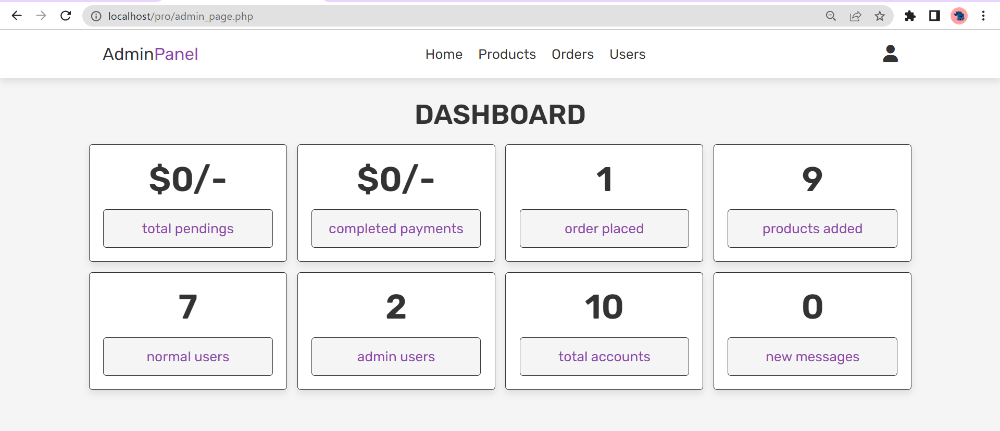 localhost/pro/admin_page.php
AdminPanel Home Products Orders Users
DASHBOARD
$0/- $0/- 1 9
total pendings completed payments order placed products added
7 2 10 0
normal users admin users total accounts new messages